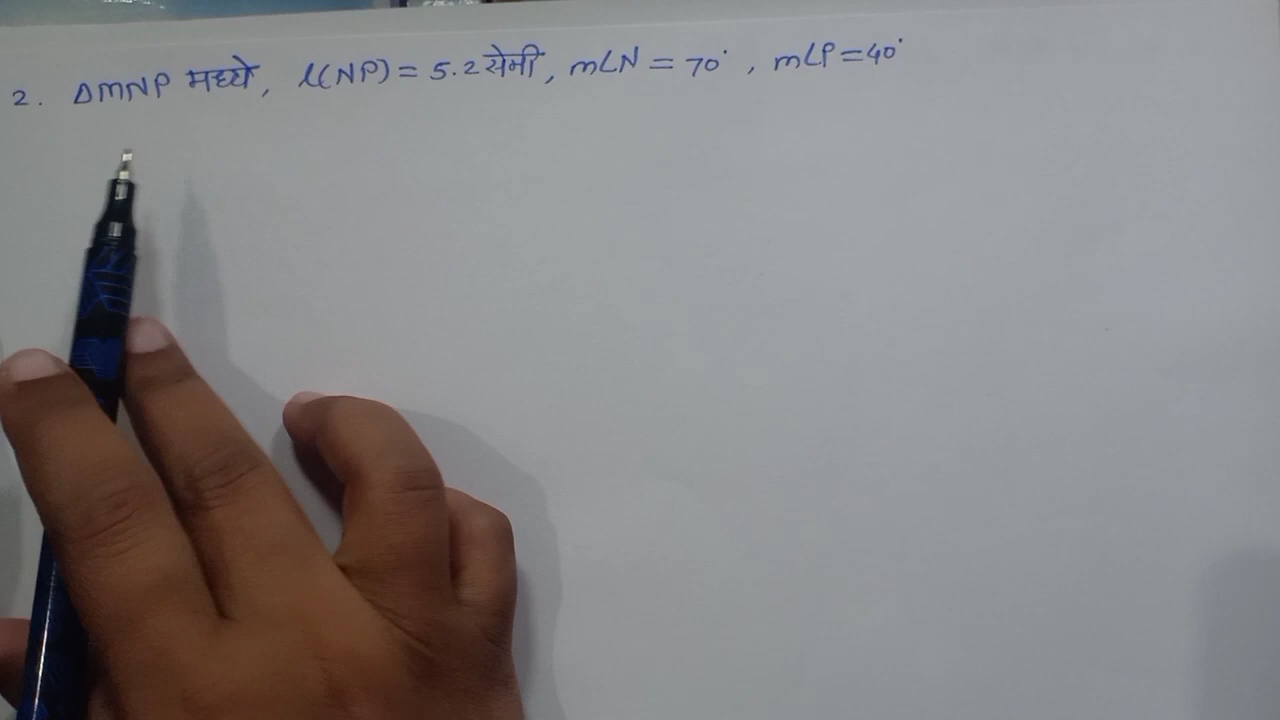 2. ΔMNP मध्ये, l(NP) = 5.2 सेमी, m∠N = 70°, m∠P = 40°